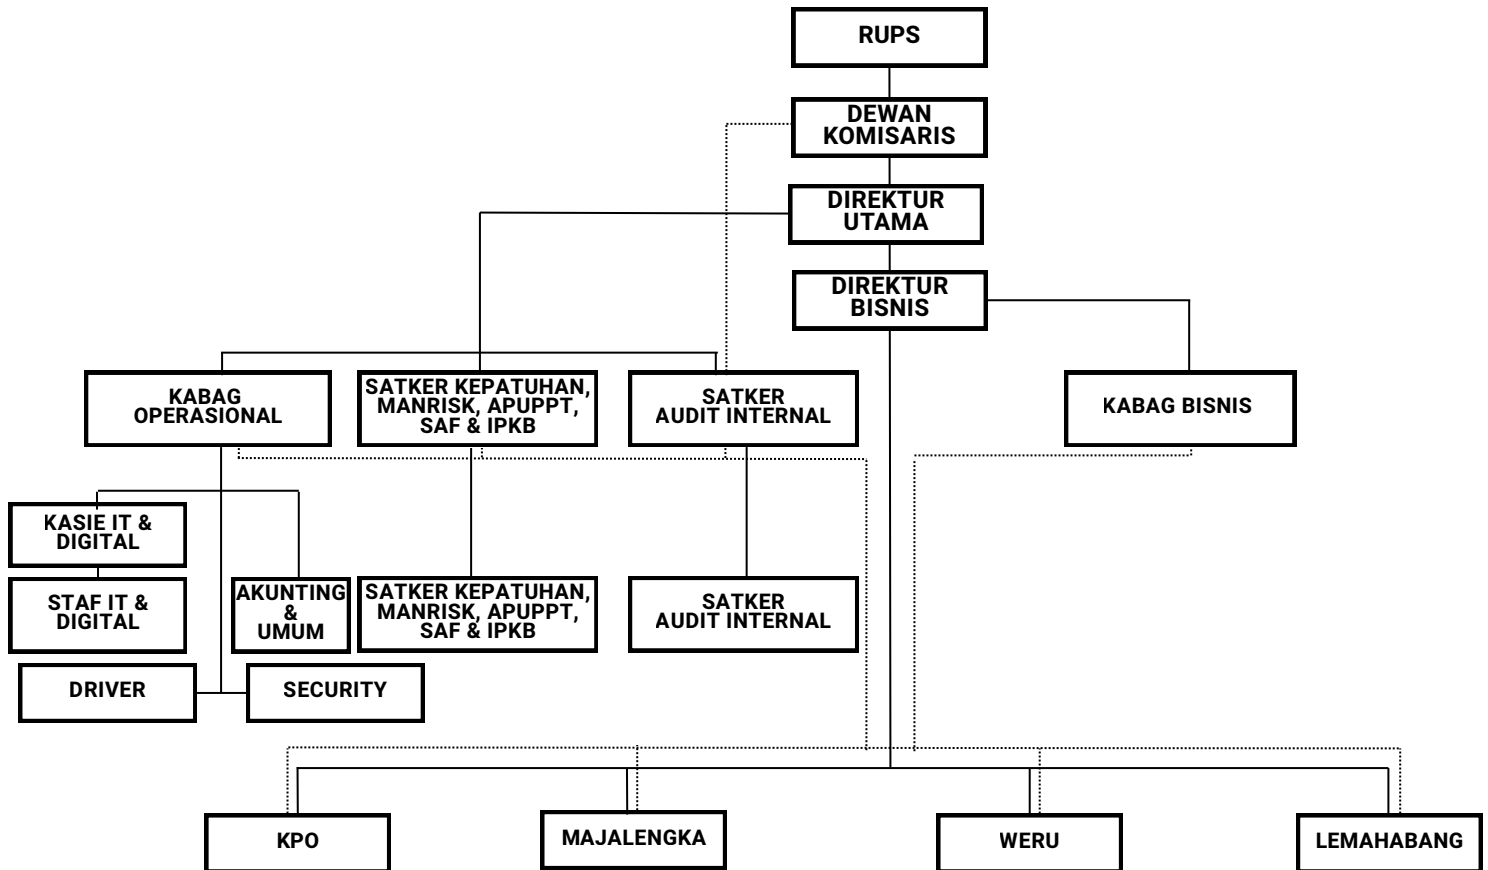 RUPS
DEWAN
KOMISARIS
DIREKTUR
UTAMA
DIREKTUR
BISNIS
KABAG
OPERASIONAL
SATKER KEPATUHAN,
MANRISK, APUPPT,
SAF & IPKB
SATKER
AUDIT INTERNAL
KABAG BISNIS
KASIE IT &
DIGITAL
STAF IT &
DIGITAL
AKUNTING
&
UMUM
SATKER KEPATUHAN,
MANRISK, APUPPT,
SAF & IPKB
SATKER
AUDIT INTERNAL
DRIVER
SECURITY
KPO
MAJALENGKA
WERU
LEMAHABANG